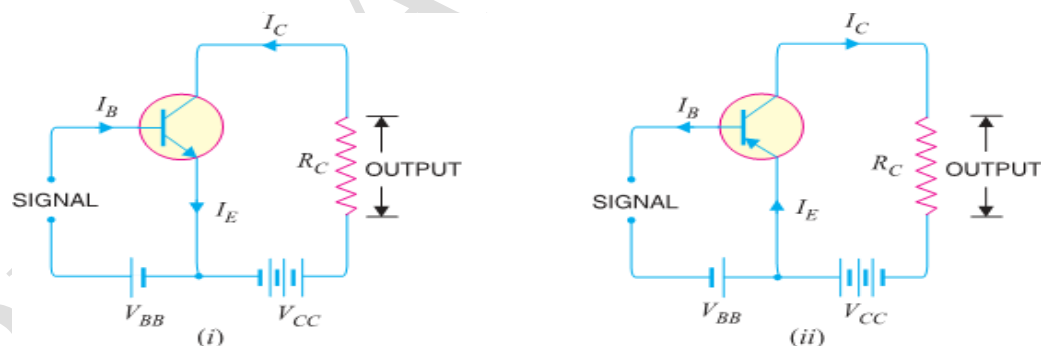 I_C
I_B
R_C
OUTPUT
SIGNAL
I_E
V_BB
V_CC
(i)
I_C
I_B
R_C
OUTPUT
SIGNAL
I_E
V_BB
V_CC
(ii)